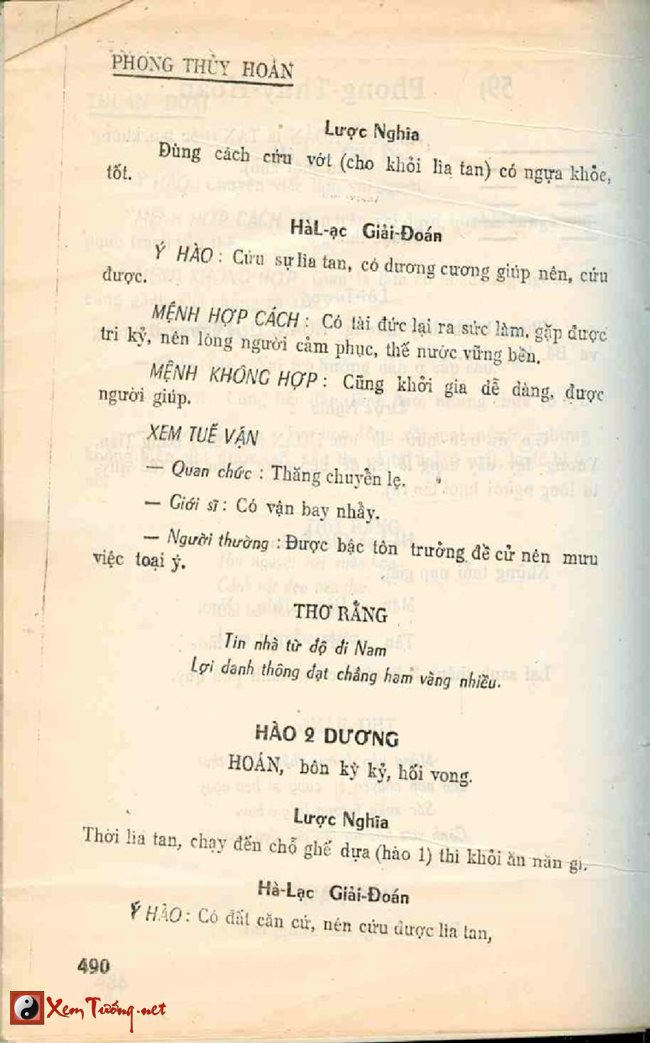 PHONG THỦY HOÁN
Lược Nghĩa
Đùng cách cứu vớt (cho khỏi lìa tan) có ngựa khỏe,
tốt.
HàL-ạc Giải-Đoán
Ý HÀO : Cứu sự lìa tan, có dương cương giúp nên, cứu
được.
MỆNH HỢP CÁCH : Có tài đức lại ra sức làm, gặp được
tri kỷ, nên lòng người cảm phục, thế nước vững bền.
MỆNH KHÔNG HỢP : Cũng khởi gia dễ dàng, được
người giúp.
XEM TUẾ VẬN
— Quan chức : Thăng chuyển lẹ.
— Giới sĩ : Có vận bay nhẩy.
— Người thường : Được bậc tôn trưởng đề cử nên mưu
việc toại ý.
THƠ RẰNG
Tin nhà từ độ đi Nam
Lợi danh thông đạt chẳng ham vàng nhiều.
HÀO 2 DƯƠNG
HOÁN, bôn kỳ kỷ, hối vong.
Lược Nghĩa
Thời lìa tan, chạy đến chỗ ghế dựa (hào 1) thì khỏi ăn năn gì.
Hà-Lạc Giải-Đoán
Ý HÀO : Có đất căn cứ, nên cứu được lìa tan,
490
XemTướng.net